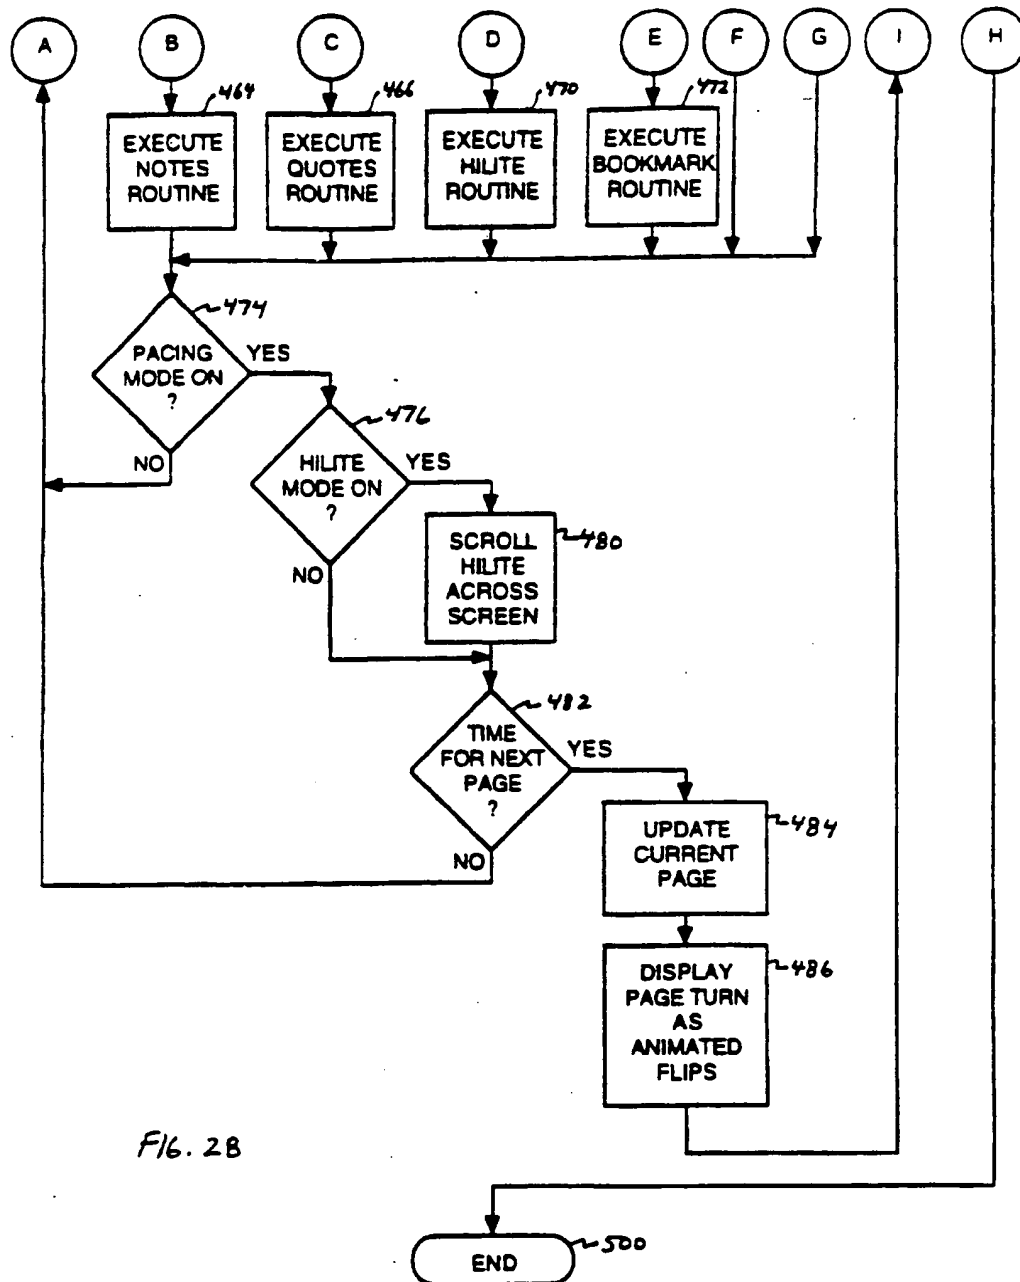 A
B
C
D
E
F
G
I
H
464
466
470
472
EXECUTE
NOTES
ROUTINE
EXECUTE
QUOTES
ROUTINE
EXECUTE
HILITE
ROUTINE
EXECUTE
BOOKMARK
ROUTINE
474
PACING
MODE ON
?
YES
NO
476
HILITE
MODE ON
?
YES
NO
480
SCROLL
HILITE
ACROSS
SCREEN
482
TIME
FOR NEXT
PAGE
?
YES
NO
484
UPDATE
CURRENT
PAGE
486
DISPLAY
PAGE TURN
AS
ANIMATED
FLIPS
FIG. 2B
500
END